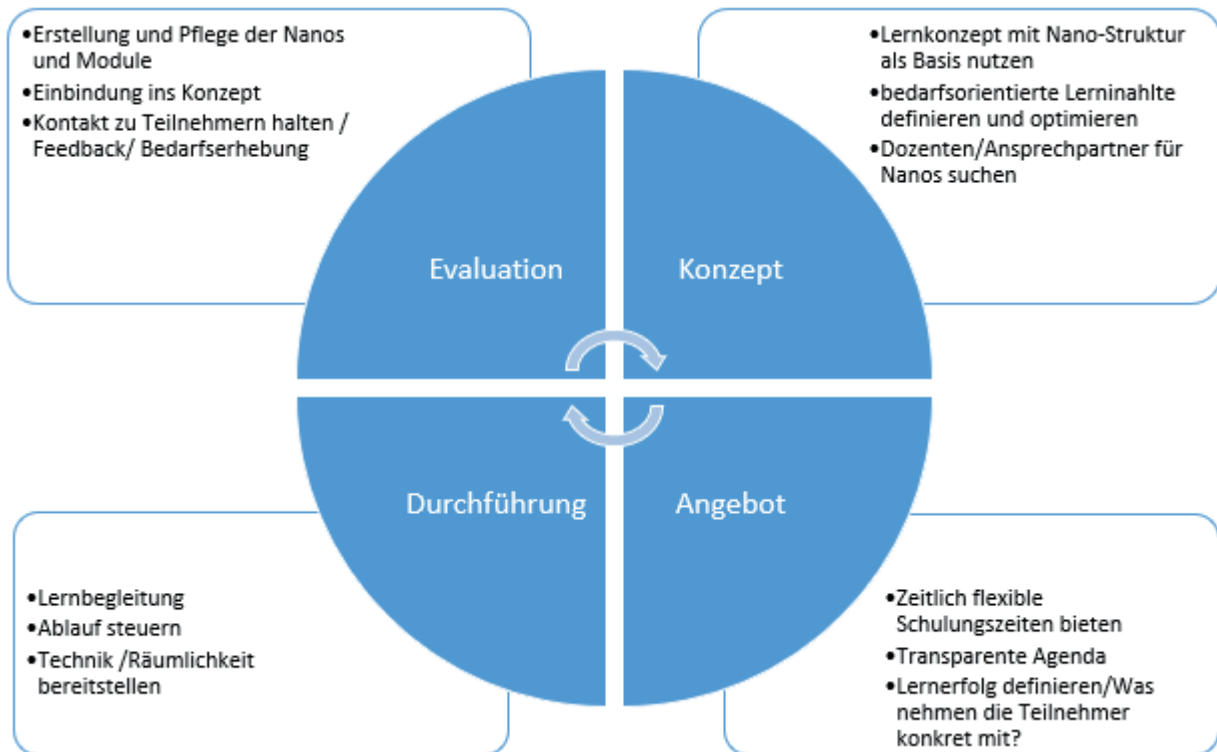 •Erstellung und Pflege der Nanos
und Module
•Einbindung ins Konzept
•Kontakt zu Teilnehmern halten /
Feedback/ Bedarfserhebung
•Lernkonzept mit Nano-Struktur
als Basis nutzen
•bedarfsorientierte Lerninahlte
definieren und optimieren
•Dozenten/Ansprechpartner für
Nanos suchen
Evaluation
Konzept
Durchführung
Angebot
•Lernbegleitung
•Ablauf steuern
•Technik /Räumlichkeit
bereitstellen
•Zeitlich flexible
Schulungszeiten bieten
•Transparente Agenda
•Lernerfolg definieren/Was
nehmen die Teilnehmer
konkret mit?